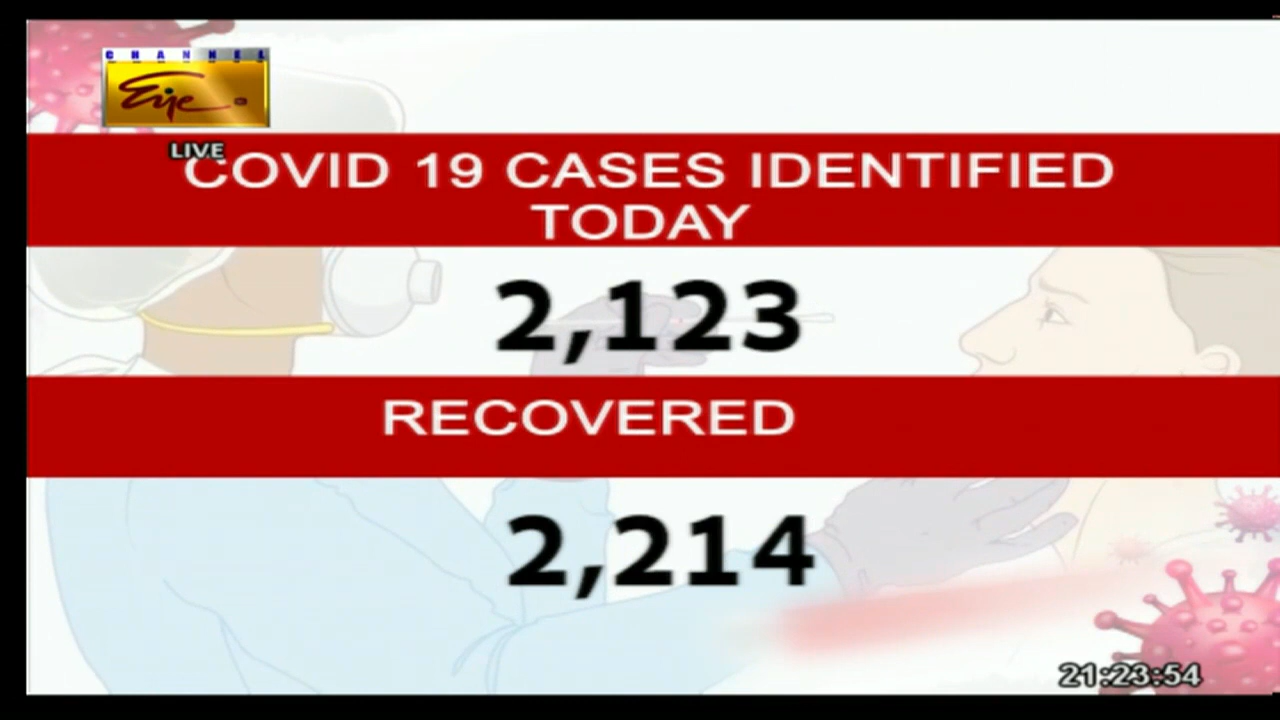 CHANNEL
Eye
LIVE
COVID 19 CASES IDENTIFIED
TODAY
2,123
RECOVERED
2,214
21:23:54